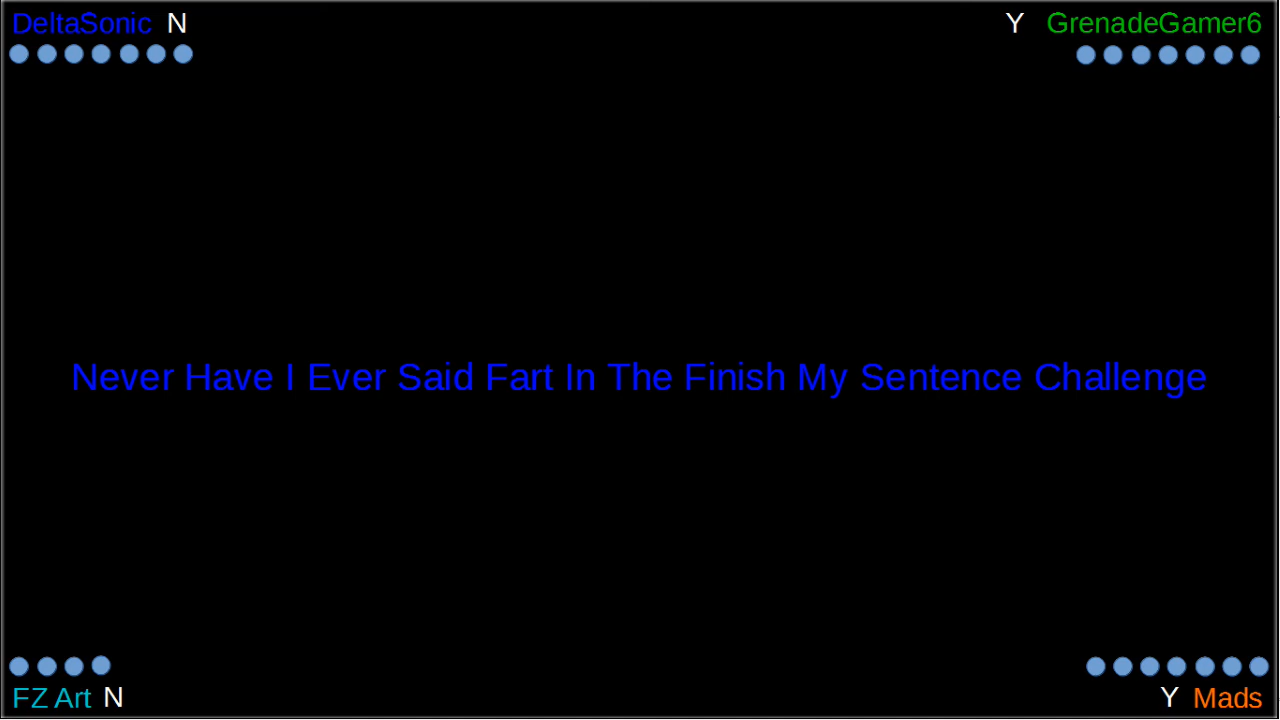 DeltaSonic N
Y GrenadeGamer6
Never Have I Ever Said Fart In The Finish My Sentence Challenge
FZ Art N
Y Mads